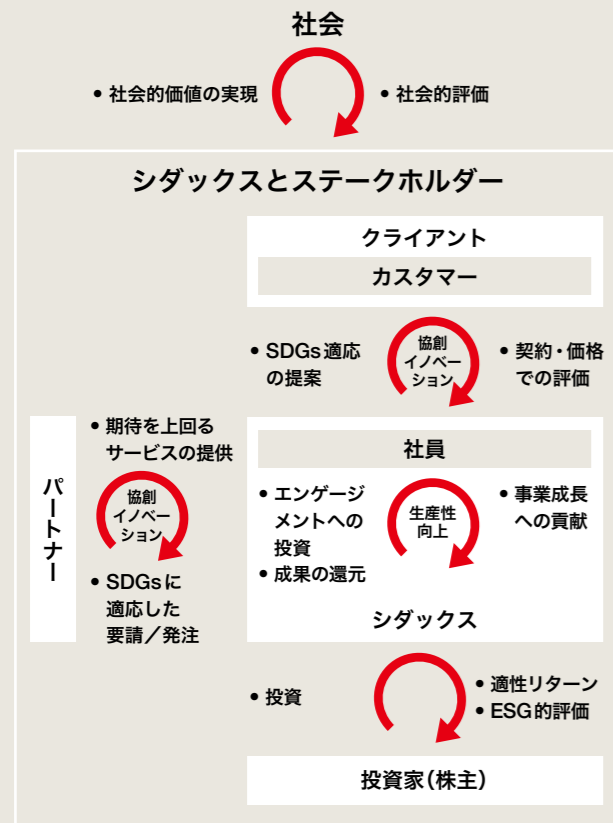 社会
• 社会的価値の実現
• 社会的評価
シダックスとステークホルダー
クライアント
カスタマー
• SDGs適応
の提案
協創
イノベー
ション
• 契約・価格
での評価
パートナー
• 期待を上回る
サービスの提供
協創
イノベー
ション
• SDGsに
適応した
要請／発注
社員
• エンゲージ
メントへの
投資
• 成果の還元
生産性
向上
• 事業成長
への貢献
シダックス
• 投資
• 適性リターン
• ESG的評価
投資家（株主）